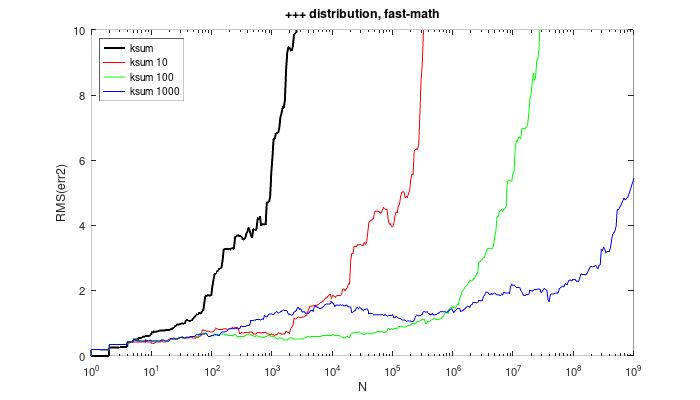 +++ distribution, fast-math
ksum
ksum 10
ksum 100
ksum 1000
RMS(err2)
10
8
6
4
2
0
10^0 10^1 10^2 10^3 10^4 10^5 10^6 10^7 10^8 10^9
N